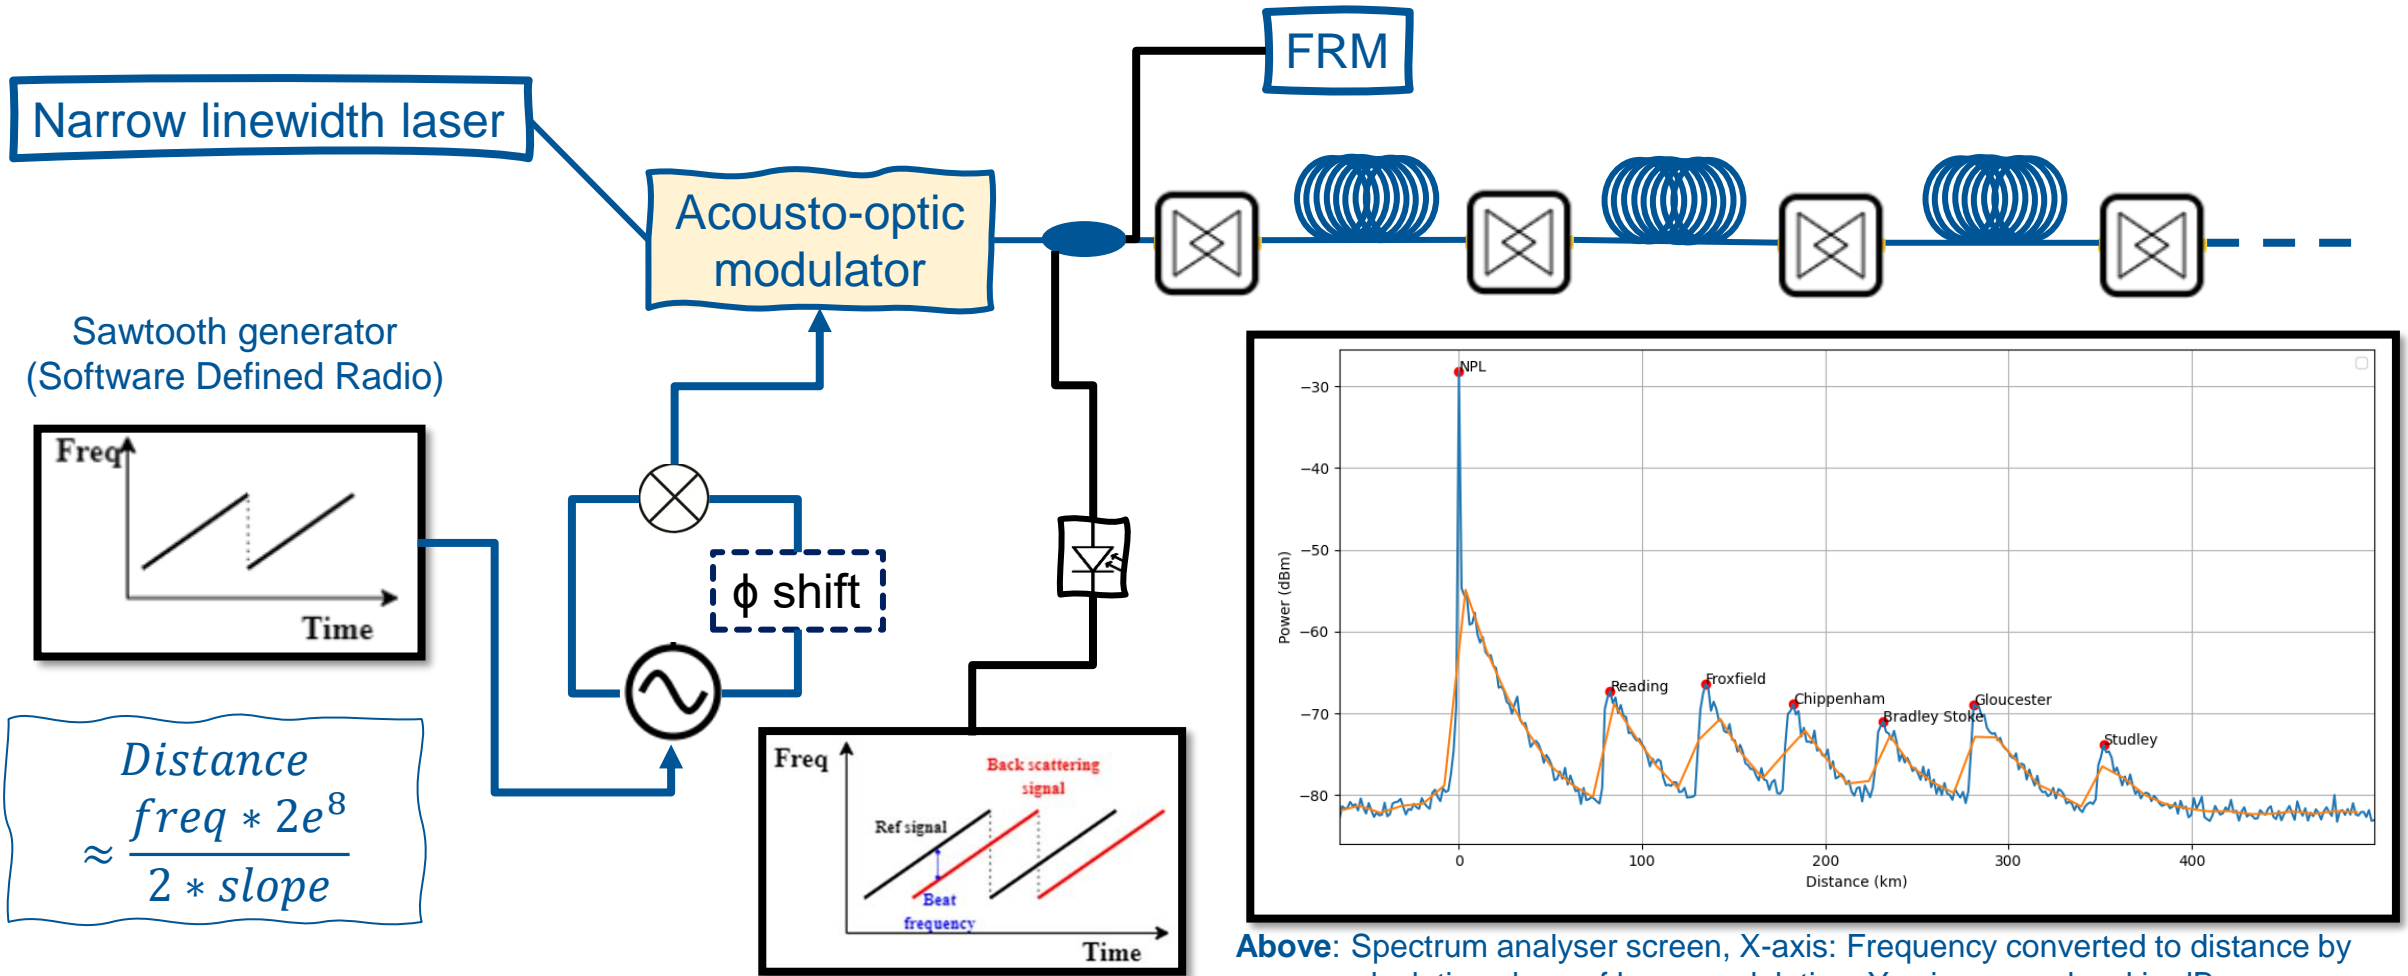 FRM
Narrow linewidth laser
Acousto-optic
modulator
Sawtooth generator
(Software Defined Radio)
Freq
Time
ϕ shift
Distance
≈ freq * 2e⁸
2 * slope
Freq
Back scattering
signal
Ref signal
Beat
frequency
Time
NPL
Reading
Froxfield
Chippenham
Bradley Stoke
Gloucester
Studley
Power (dBm)
−30
−40
−50
−60
−70
−80
0 100 200 300 400
Distance (km)
Above: Spectrum analyser screen, X-axis: Frequency converted to distance by